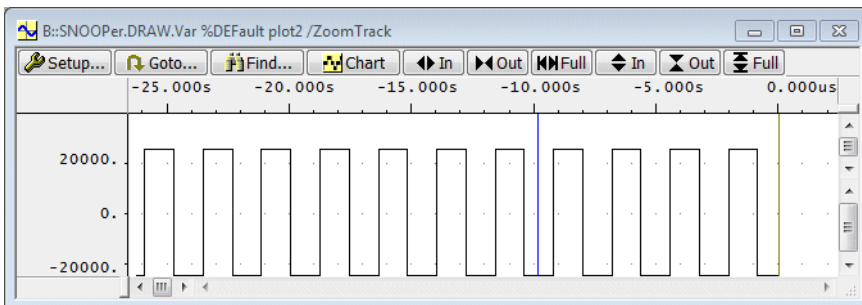 B::SNOOPer.DRAW.Var %DEFault plot2 /ZoomTrack
Setup... Goto... Find... Chart In Out Full In Out Full
-25.000s -20.000s -15.000s -10.000s -5.000s 0.000us
20000.
0.
-20000.